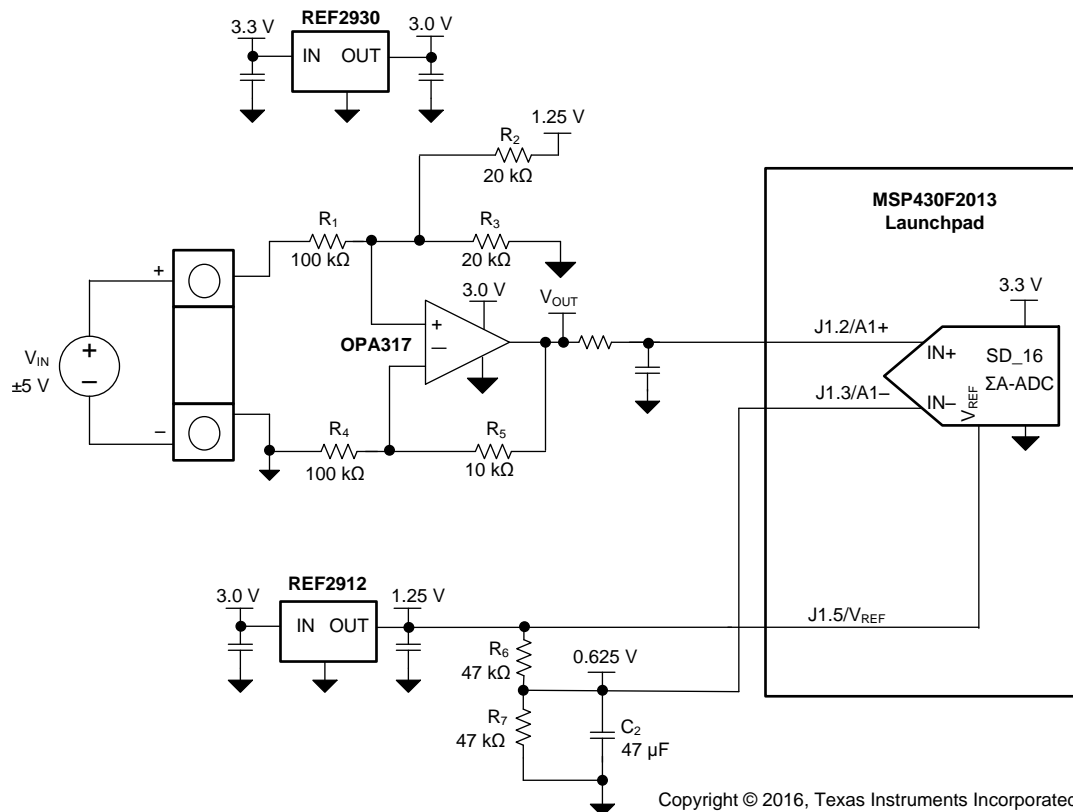 REF2930
3.3 V
3.0 V
IN OUT
1.25 V
R2
20 kΩ
MSP430F2013
Launchpad
R1
100 kΩ
R3
20 kΩ
+
3.0 V
VOUT
3.3 V
+
–
OPA317
J1.2/A1+
IN+
SD_16
ΣA-ADC
VIN
±5 V
+
–
J1.3/A1–
IN–
VREF
–
R4
100 kΩ
R5
10 kΩ
REF2912
3.0 V
1.25 V
IN OUT
J1.5/VREF
R6
47 kΩ
0.625 V
R7
47 kΩ
C2
47 µF
Copyright © 2016, Texas Instruments Incorporated